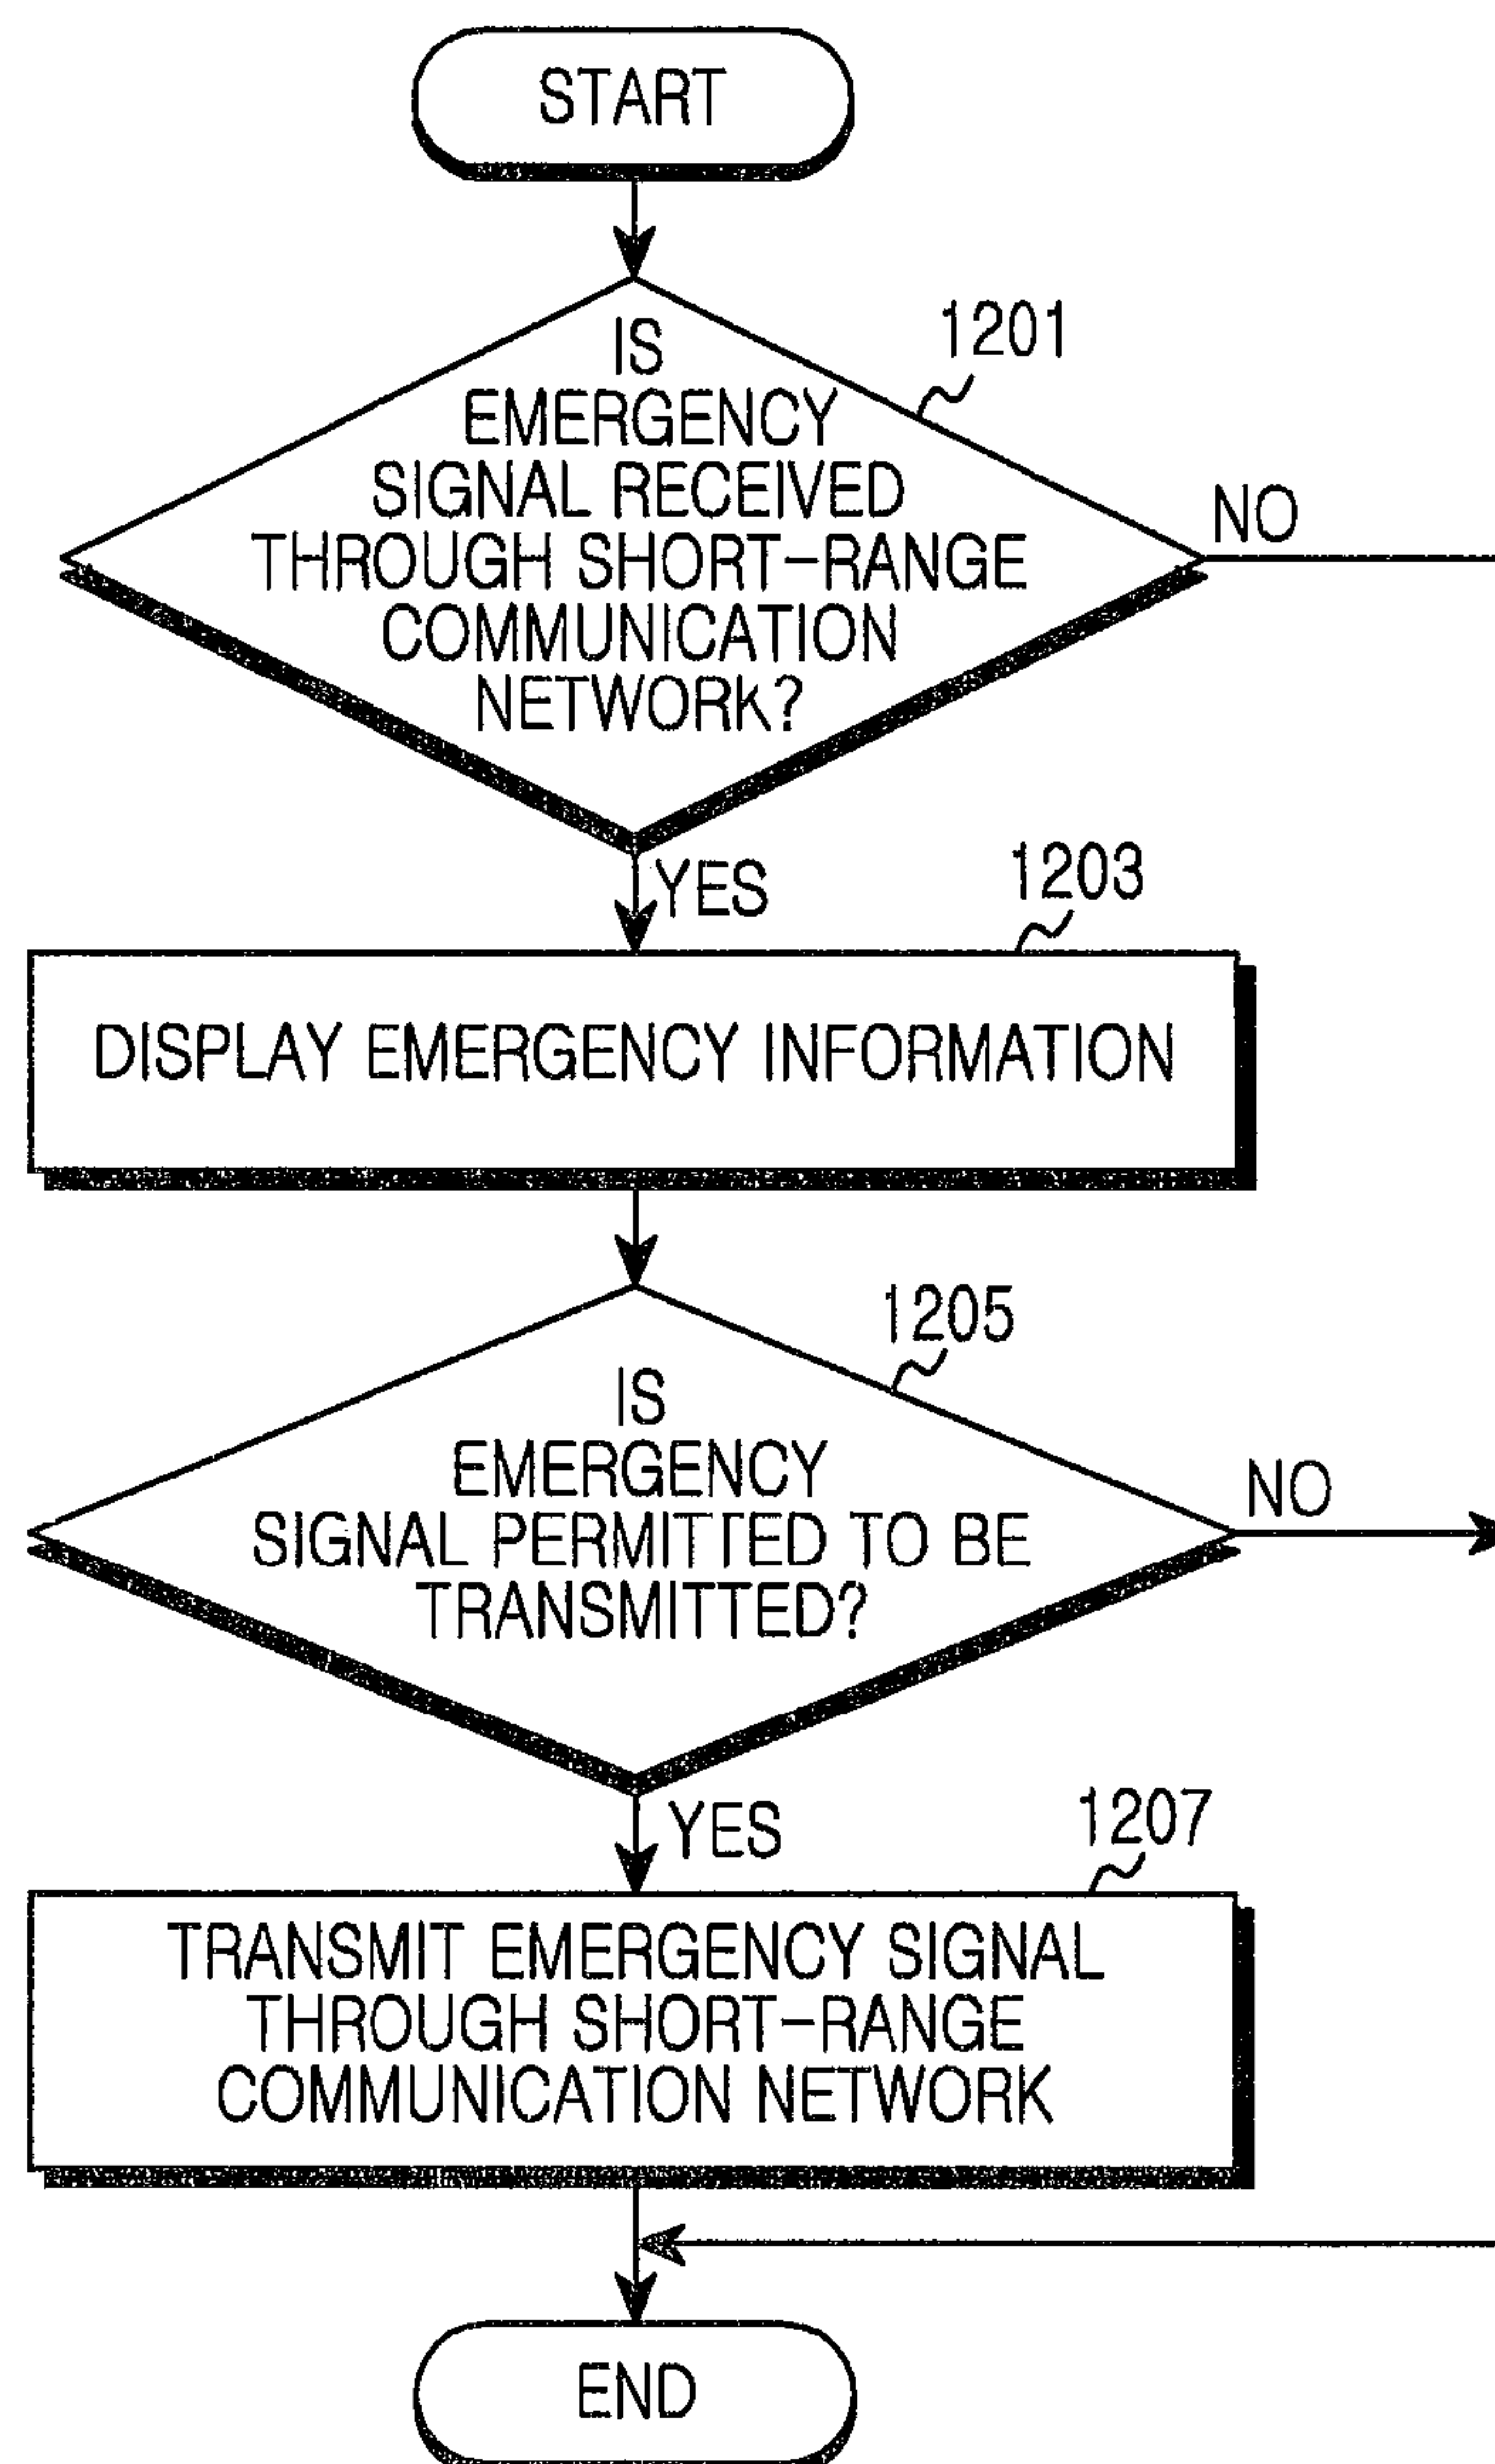 START
1201
IS
EMERGENCY
SIGNAL RECEIVED
THROUGH SHORT-RANGE
COMMUNICATION
NETWORK?
NO
YES
1203
DISPLAY EMERGENCY INFORMATION
1205
IS
EMERGENCY
SIGNAL PERMITTED TO BE
TRANSMITTED?
NO
YES
1207
TRANSMIT EMERGENCY SIGNAL
THROUGH SHORT-RANGE
COMMUNICATION NETWORK
END